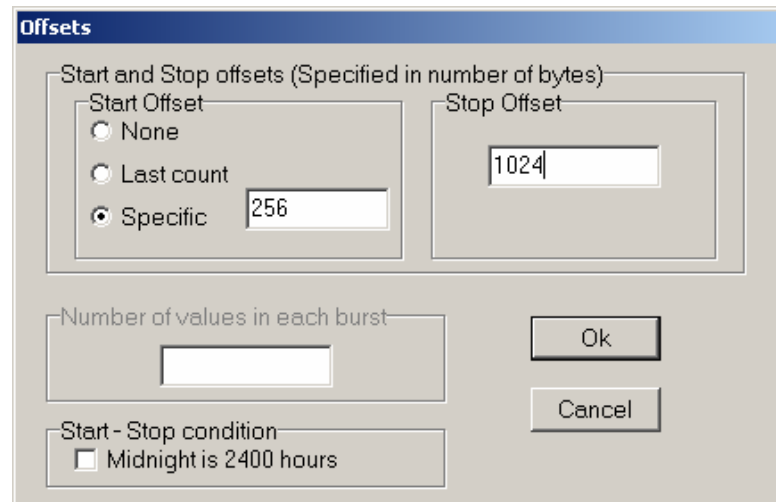 Offsets
Start and Stop offsets (Specified in number of bytes)
Start Offset
None
Last count
Specific
256
Stop Offset
1024
Number of values in each burst
Ok
Cancel
Start - Stop condition
Midnight is 2400 hours